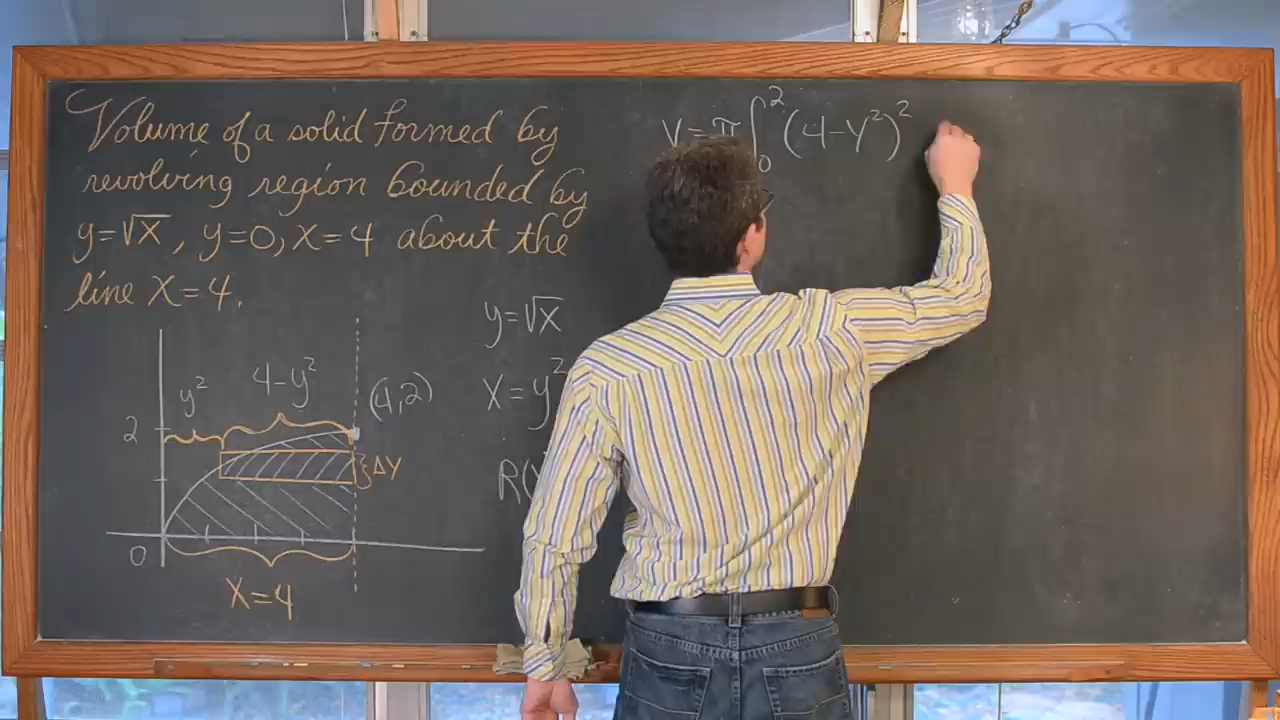 Volume of a solid formed by
revolving region bounded by
y=√x, y=0, x=4 about the
line x=4.
y²
4-y²
(4,2)
2
Δy
0
x=4
y=√x
x=y²
R(y
V=π∫₀²(4-y²)²